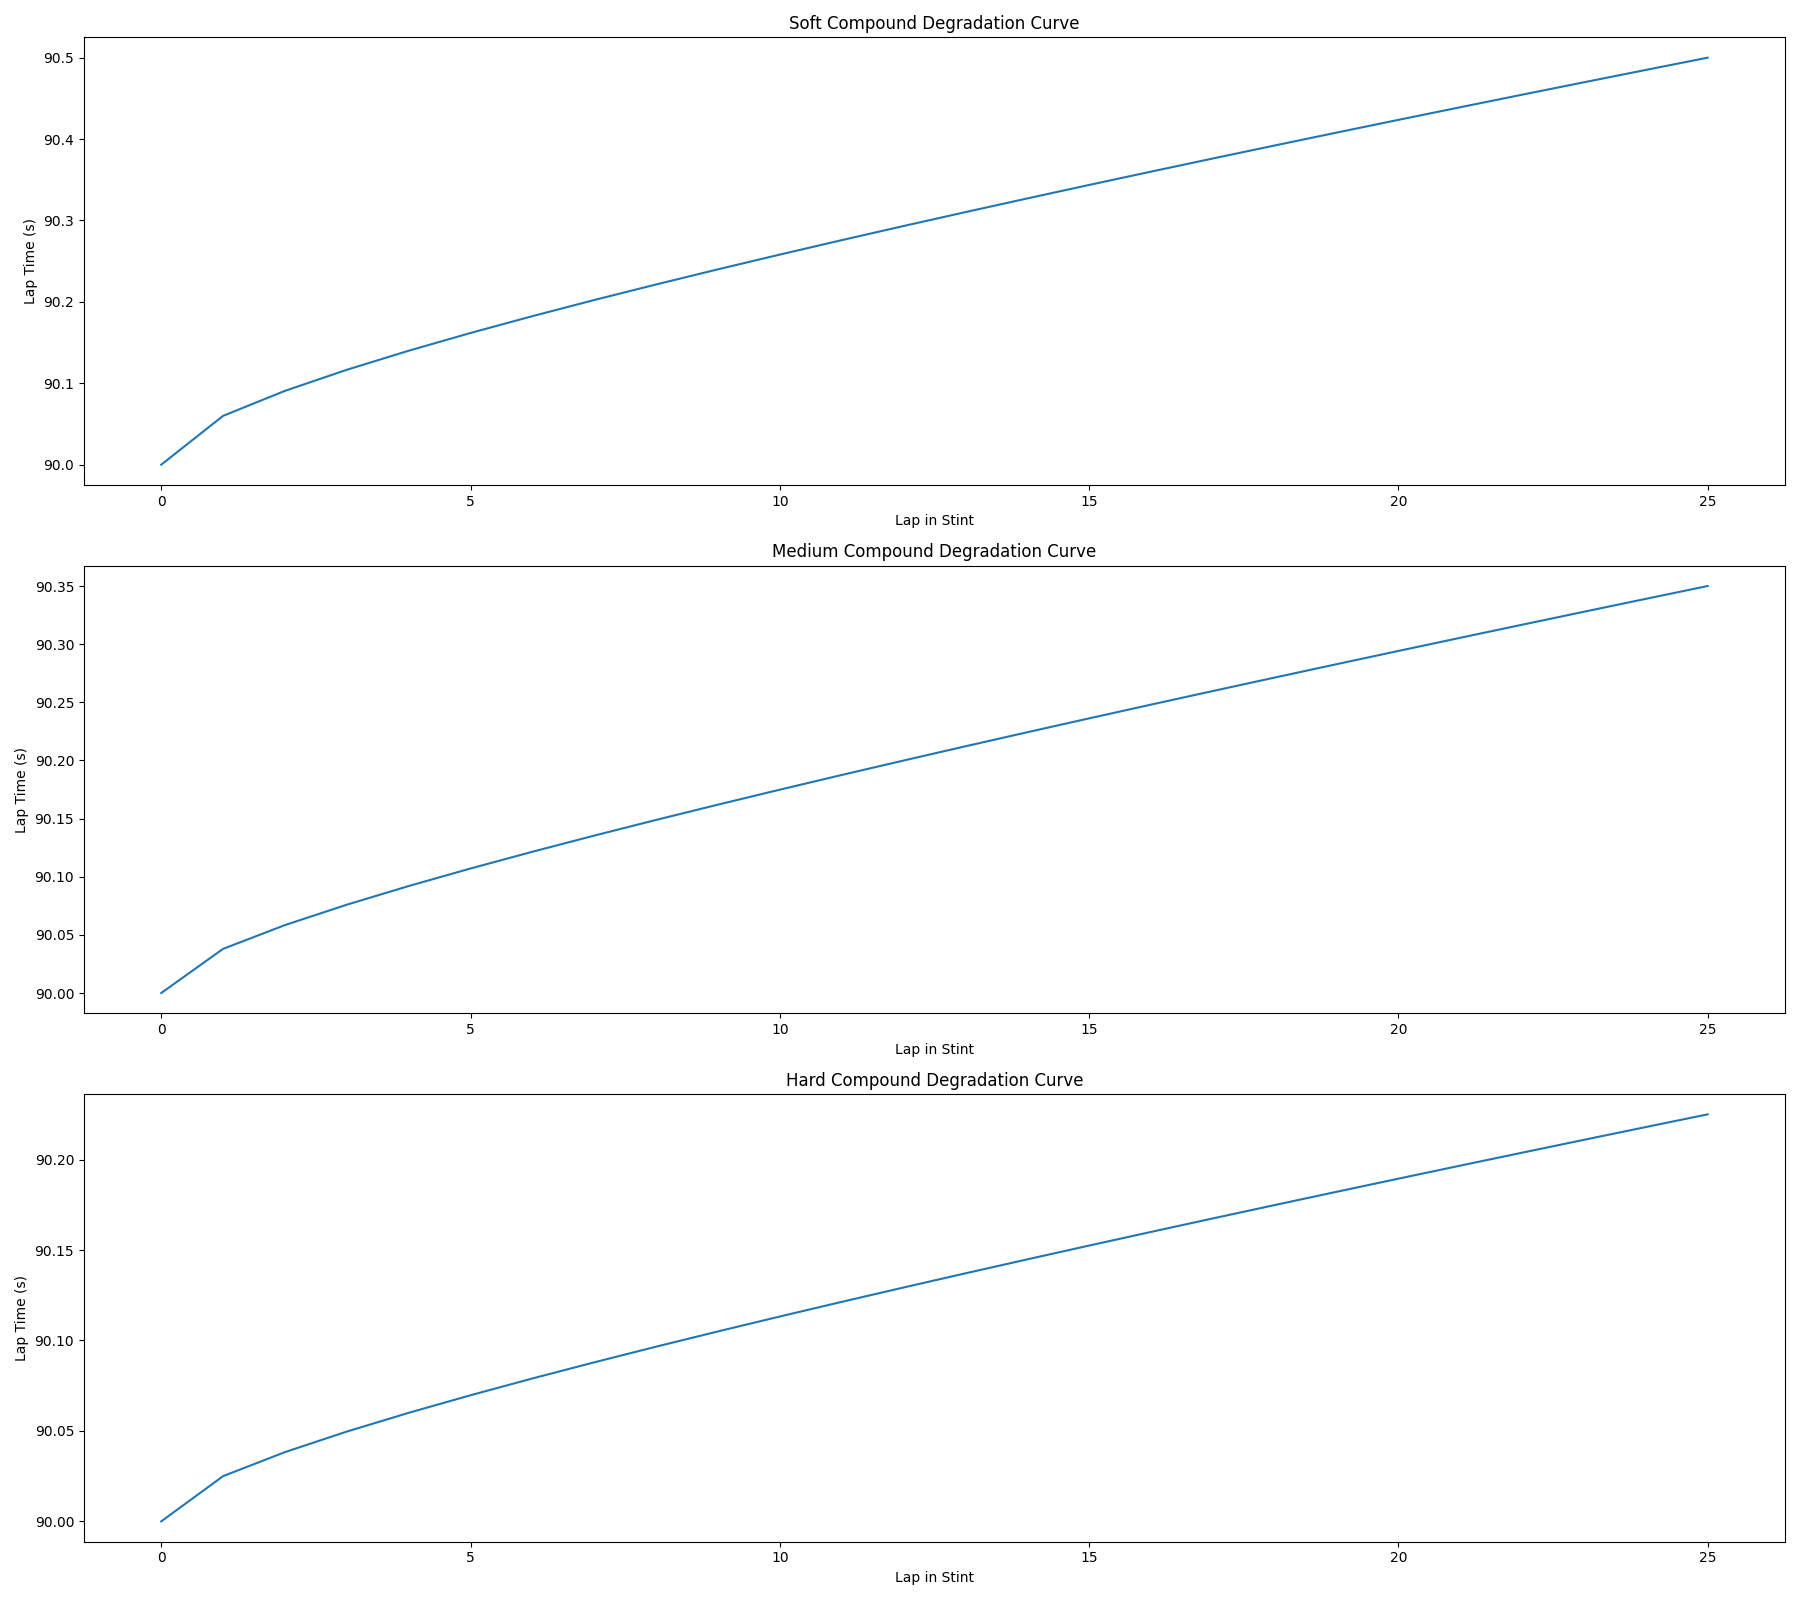 Soft Compound Degradation Curve
90.5
90.4
90.3
90.2
90.1
90.0
Lap Time (s)
0 5 10 15 20 25
Lap in Stint
Medium Compound Degradation Curve
90.35
90.30
90.25
90.20
90.15
90.10
90.05
90.00
Lap Time (s)
0 5 10 15 20 25
Lap in Stint
Hard Compound Degradation Curve
90.20
90.15
90.10
90.05
90.00
Lap Time (s)
0 5 10 15 20 25
Lap in Stint